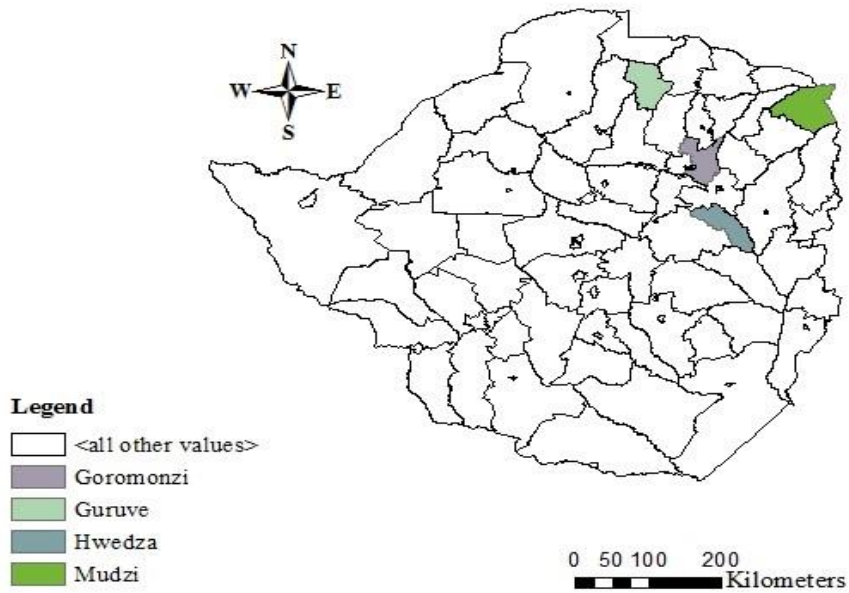 N
W E
S
Legend
<all other values>
Goromonzi
Guruve
Hwedza
Mudzi
0 50 100 200
Kilometers